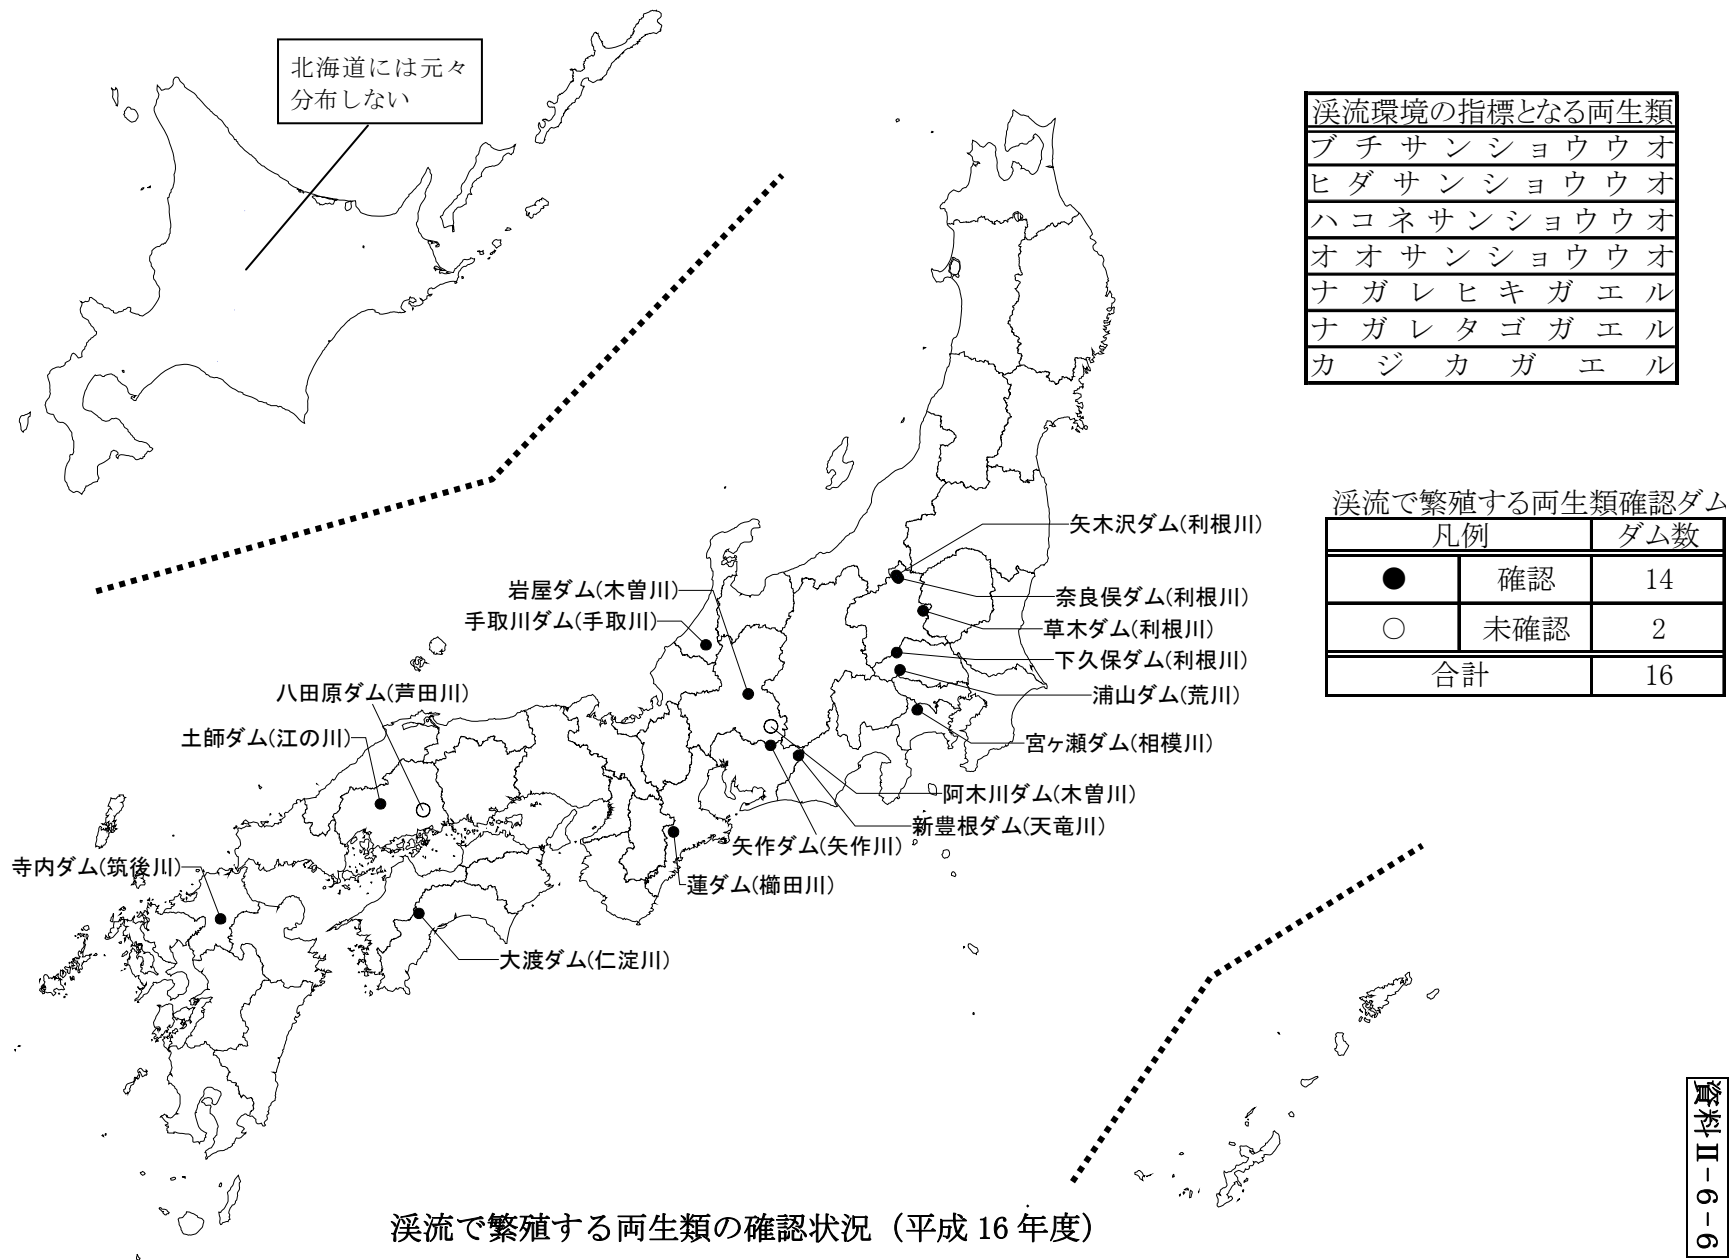 北海道には元々
分布しない
渓流環境の指標となる両生類
ブチサンショウウオ
ヒダサンショウウオ
ハコネサンショウウオ
オオサンショウウオ
ナガレヒキガエル
ナガレタゴガエル
カジカガエル
渓流で繁殖する両生類確認ダム
凡例 ダム数
● 確認 14
○ 未確認 2
合計 16
矢木沢ダム(利根川)
岩屋ダム(木曽川)
奈良俣ダム(利根川)
手取川ダム(手取川)
草木ダム(利根川)
下久保ダム(利根川)
八田原ダム(芦田川)
浦山ダム(荒川)
土師ダム(江の川)
宮ヶ瀬ダム(相模川)
阿木川ダム(木曽川)
新豊根ダム(天竜川)
矢作ダム(矢作川)
寺内ダム(筑後川)
蓮ダム(櫛田川)
大渡ダム(仁淀川)
渓流で繁殖する両生類の確認状況（平成 16 年度）
資料Ⅱ－６－６